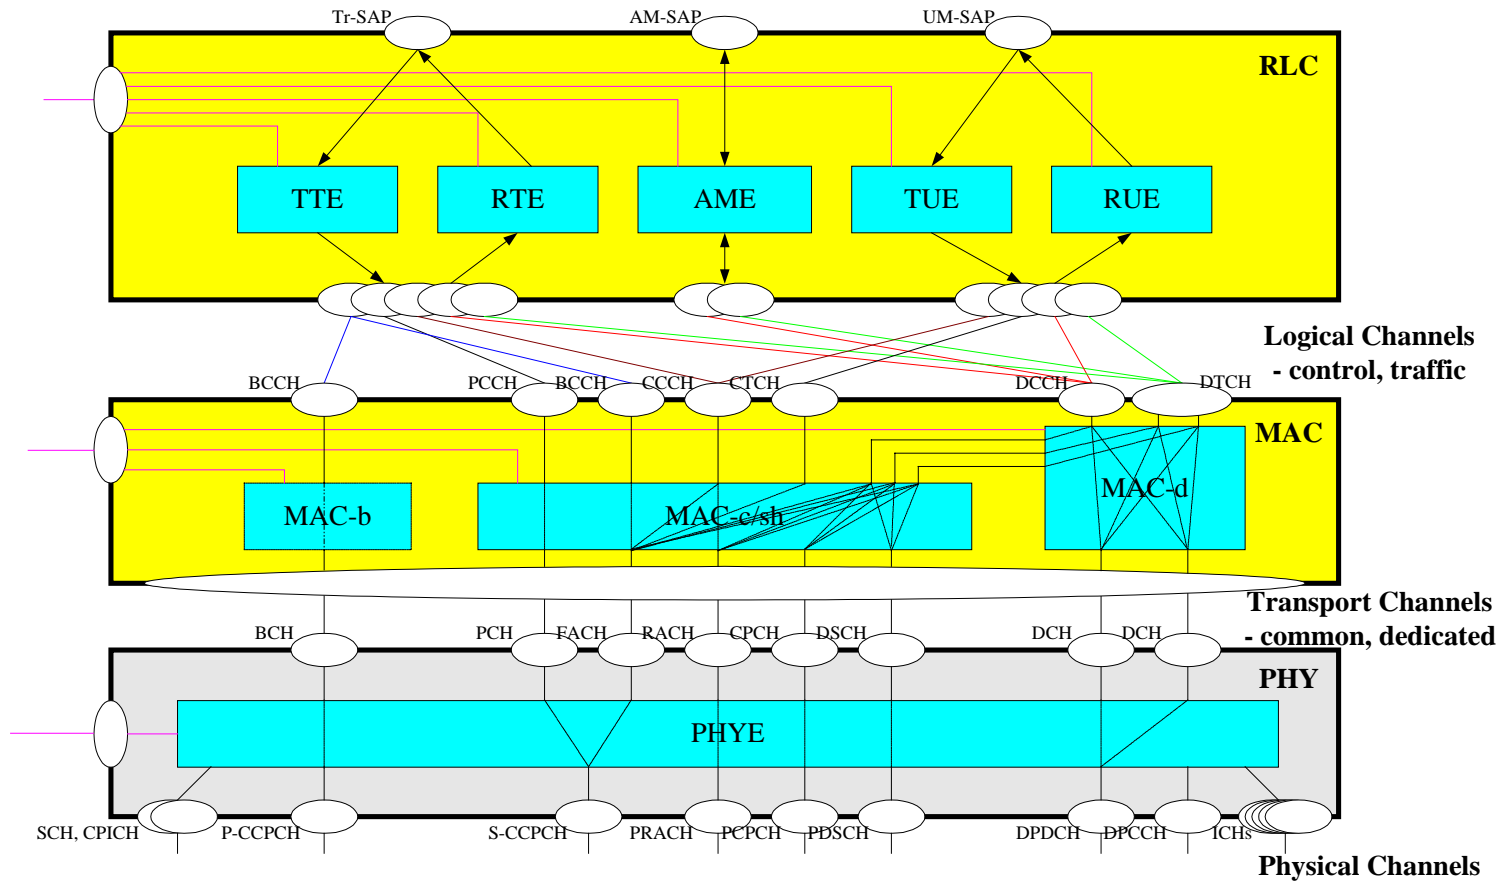 Tr-SAP AM-SAP UM-SAP
RLC
TTE RTE AME TUE RUE
Logical Channels
- control, traffic
BCCH PCCH BCCH CCCH CTCH DCCH DTCH
MAC
MAC-b MAC-c/sh MAC-d
Transport Channels
- common, dedicated
BCH PCH FACH RACH CPCH DSCH DCH DCH
PHY
PHYE
SCH, CPICH P-CCPCH S-CCPCH PRACH PCPCH PDSCH DPDCH DPCCH ICHs
Physical Channels